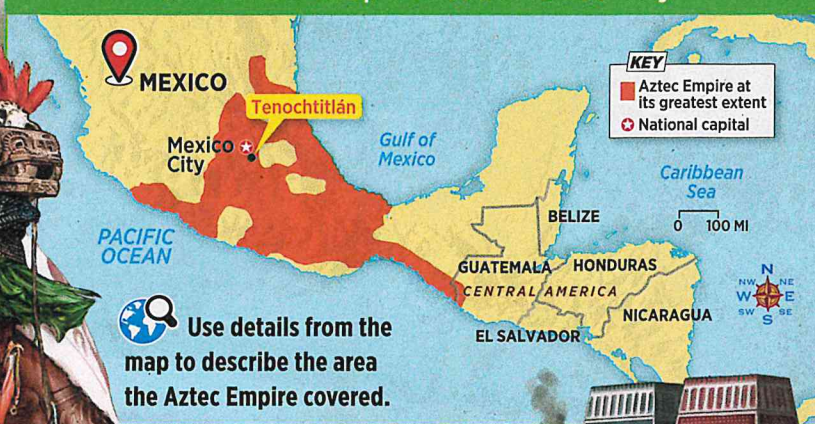 MEXICO
KEY
Aztec Empire at
its greatest extent
National capital
Tenochtitlán
Mexico
City
Gulf of
Mexico
Caribbean
Sea
0 100 MI
BELIZE
PACIFIC
OCEAN
GUATEMALA
HONDURAS
CENTRAL AMERICA
NICARAGUA
EL SALVADOR
N
NW NE
W E
SW SE
S
Use details from the
map to describe the area
the Aztec Empire covered.